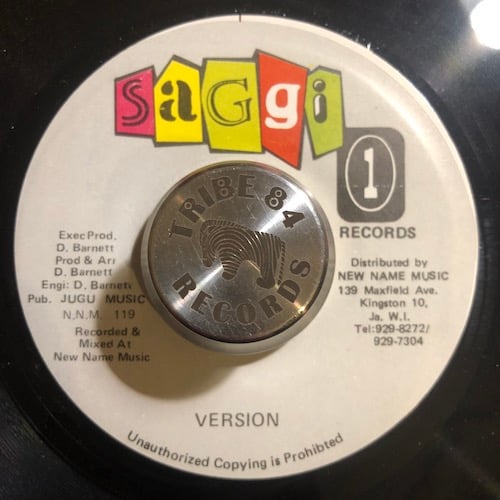 saGgi
1
RECORDS
Exec Prod.
D. Barnett
Prod & Arr
D. Barnett
Engi: D. Barnett
Pub. JUGU MUSIC
N.N.M. 119
Recorded &
Mixed At
New Name Music
TRIBE 84
RECORDS
Distributed by
NEW NAME MUSIC
139 Maxfield Ave.
Kingston 10,
Ja. W.I.
Tel:929-8272/
929-7304
VERSION
Unauthorized Copying is Prohibted